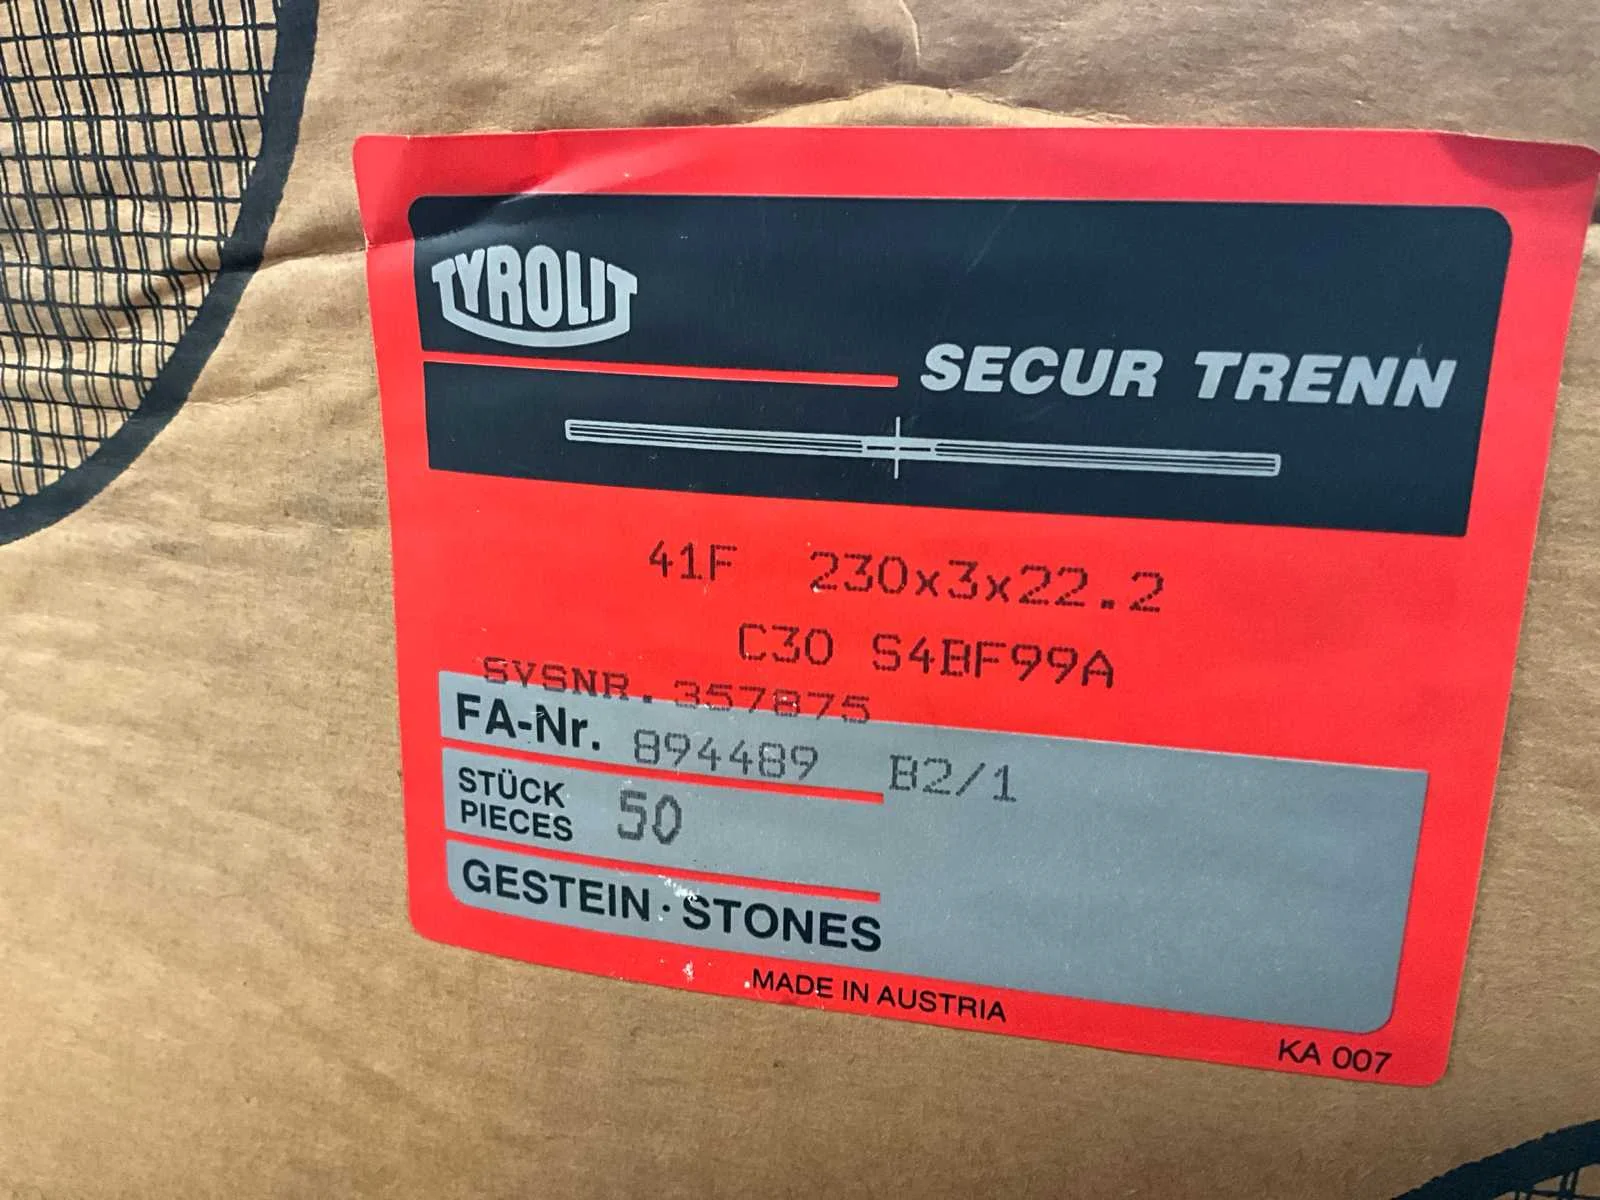 TYROLIT
SECUR TRENN
41F 230x3x22.2
C30 S4BF99A
SVSNR. 357875
FA-Nr. 894489 B2/1
STÜCK
PIECES 50
GESTEIN · STONES
MADE IN AUSTRIA
KA 007